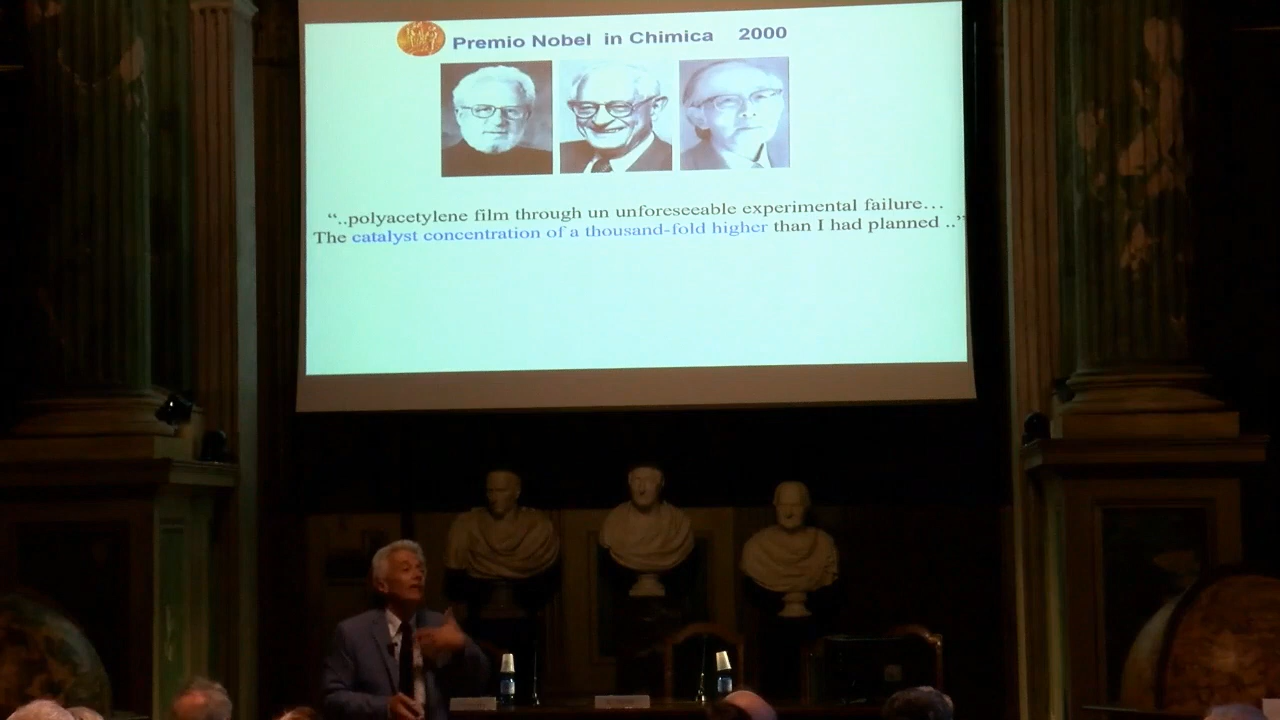 Premio Nobel in Chimica 2000
“..polyacetylene film through un unforeseeable experimental failure…
The catalyst concentration of a thousand-fold higher than I had planned ..”